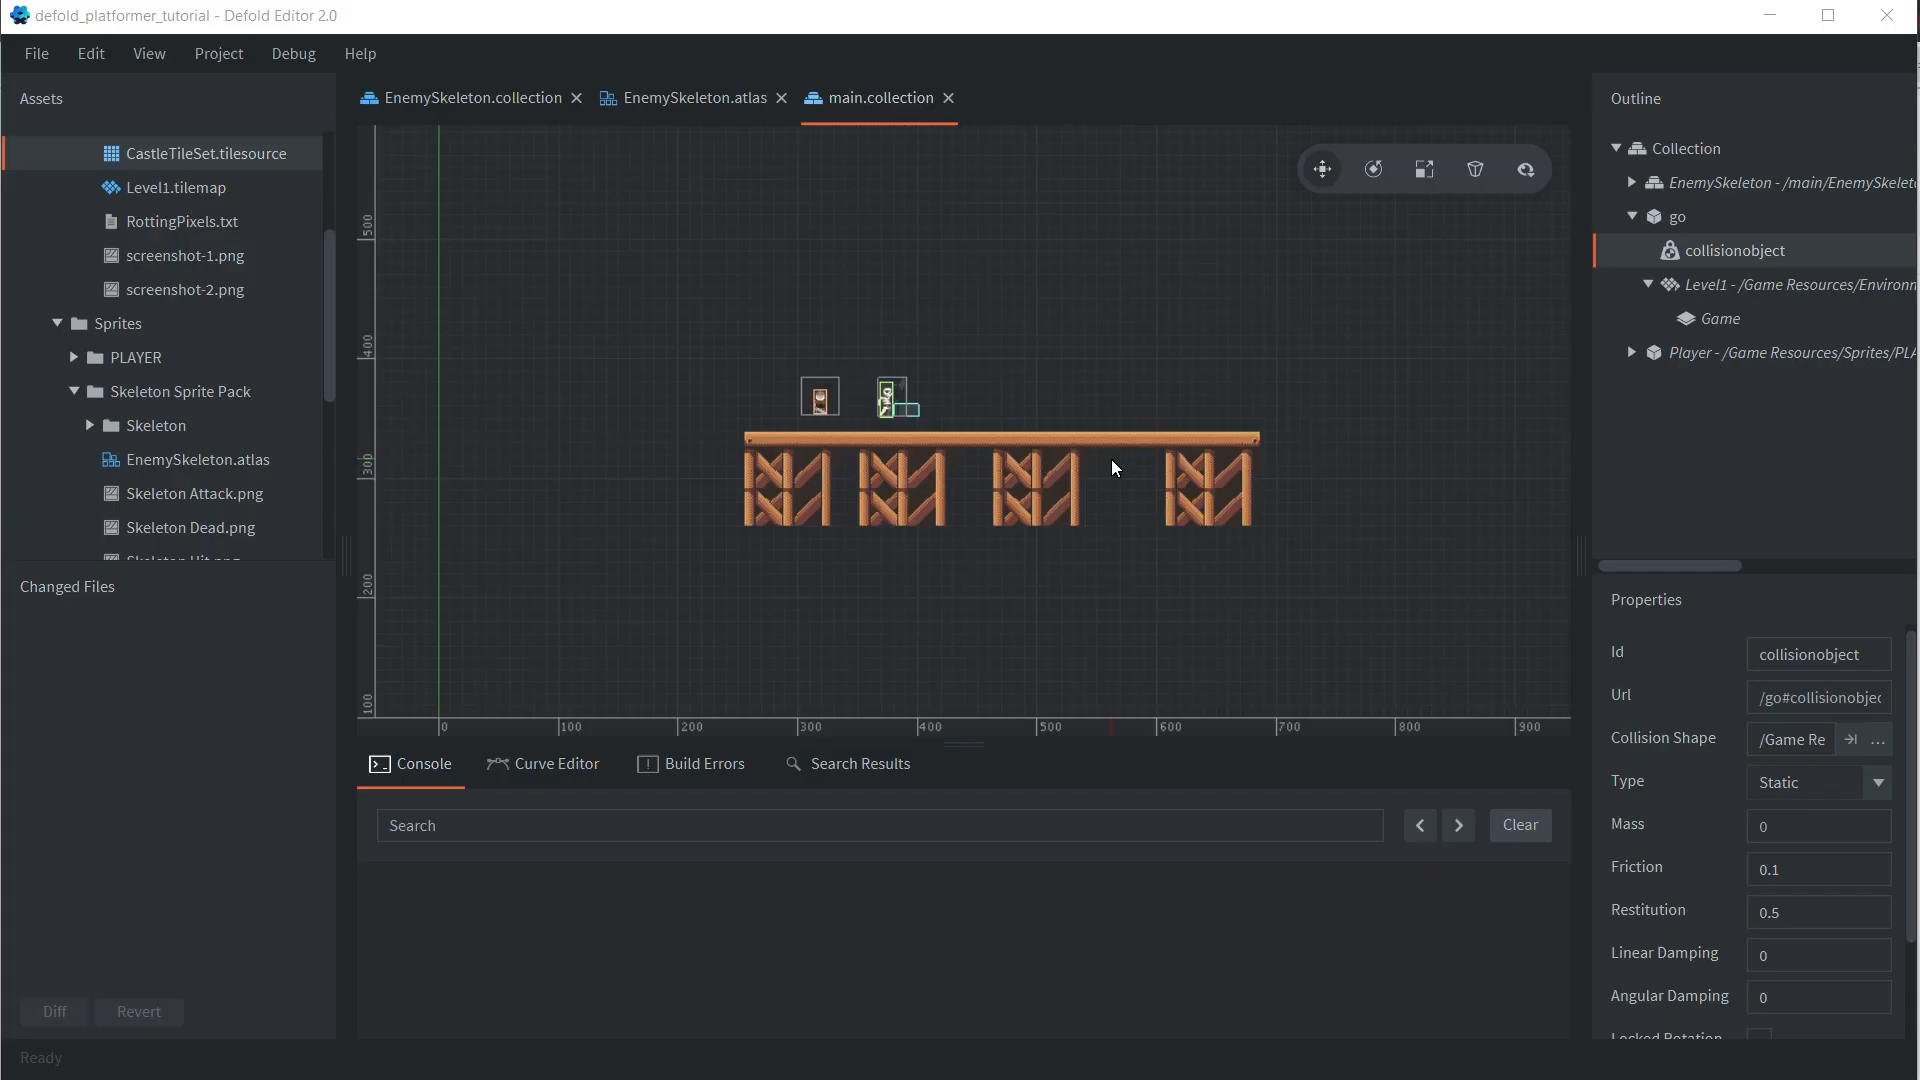 defold_platformer_tutorial - Defold Editor 2.0
File Edit View Project Debug Help
Assets
CastleTileSet.tilesource
Level1.tilemap
RottingPixels.txt
screenshot-1.png
screenshot-2.png
Sprites
PLAYER
Skeleton Sprite Pack
Skeleton
EnemySkeleton.atlas
Skeleton Attack.png
Skeleton Dead.png
Skeleton Hit.png
Changed Files
Diff Revert
Ready
EnemySkeleton.collection EnemySkeleton.atlas main.collection
500
400
300
200
100
0 100 200 300 400 500 600 700 800 900
Console Curve Editor Build Errors Search Results
Search Clear
Outline
Collection
EnemySkeleton - /main/EnemySkelet
go
collisionobject
Level1 - /Game Resources/Environ
Game
Player - /Game Resources/Sprites/PLA
Properties
Id collisionobject
Url /go#collisionobjec
Collision Shape /Game Re ...
Type Static
Mass 0
Friction 0.1
Restitution 0.5
Linear Damping 0
Angular Damping 0
Locked Rotation